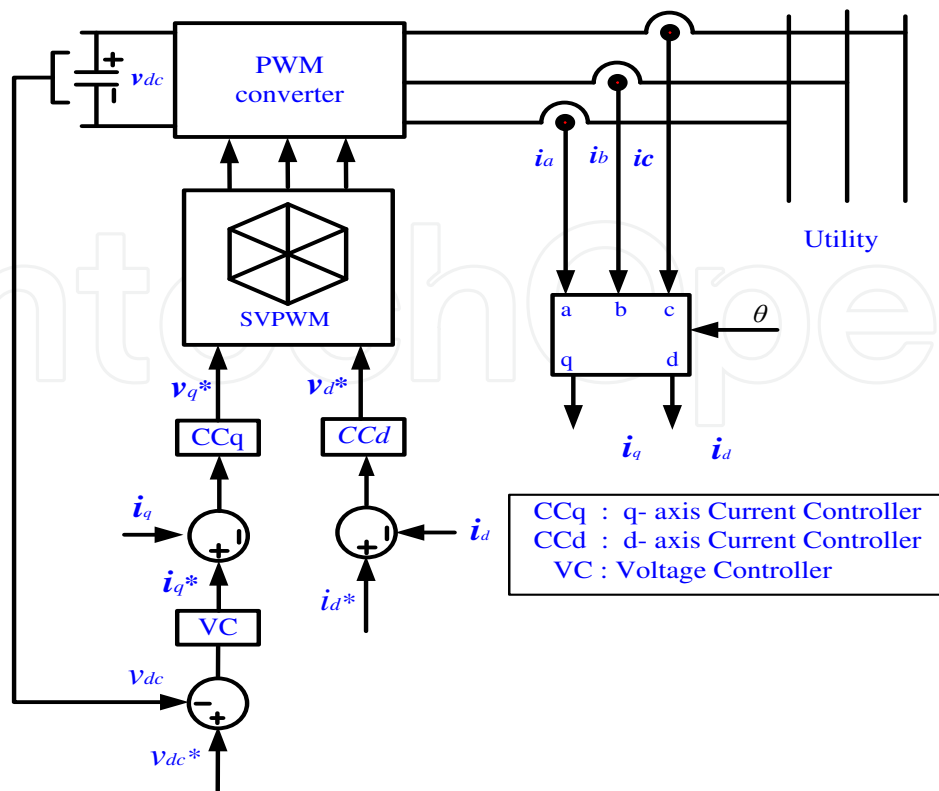 PWM
converter
+
vdc
ia
ib
ic
Utility
SVPWM
a b c
θ
q d
vq*
vd*
CCq
CCd
iq
id
iq
id
+
+
iq*
id*
CCq : q- axis Current Controller
CCd : d- axis Current Controller
VC : Voltage Controller
VC
vdc
−
+
vdc*
ntechOpe